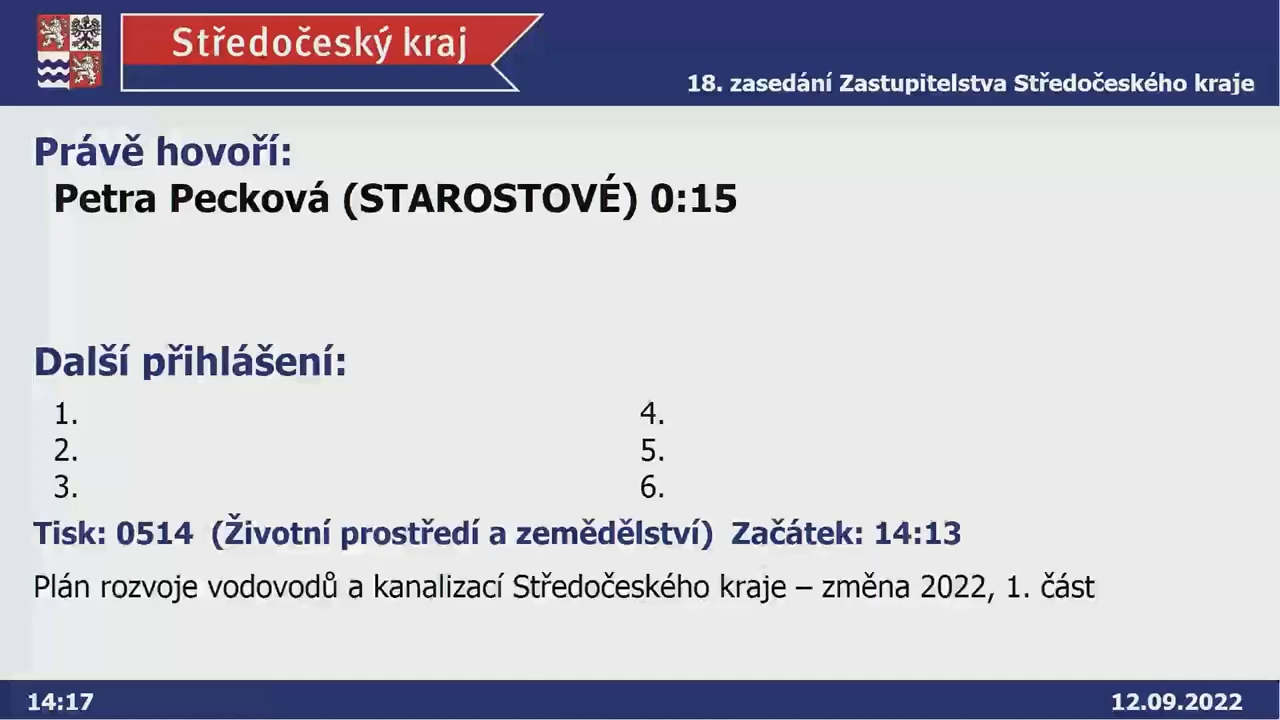 Středočeský kraj
18. zasedání Zastupitelstva Středočeského kraje
Právě hovoří:
Petra Pecková (STAROSTOVÉ) 0:15
Další přihlášení:
1.
2.
3.
4.
5.
6.
Tisk: 0514 (Životní prostředí a zemědělství) Začátek: 14:13
Plán rozvoje vodovodů a kanalizací Středočeského kraje – změna 2022, 1. část
14:17
12.09.2022